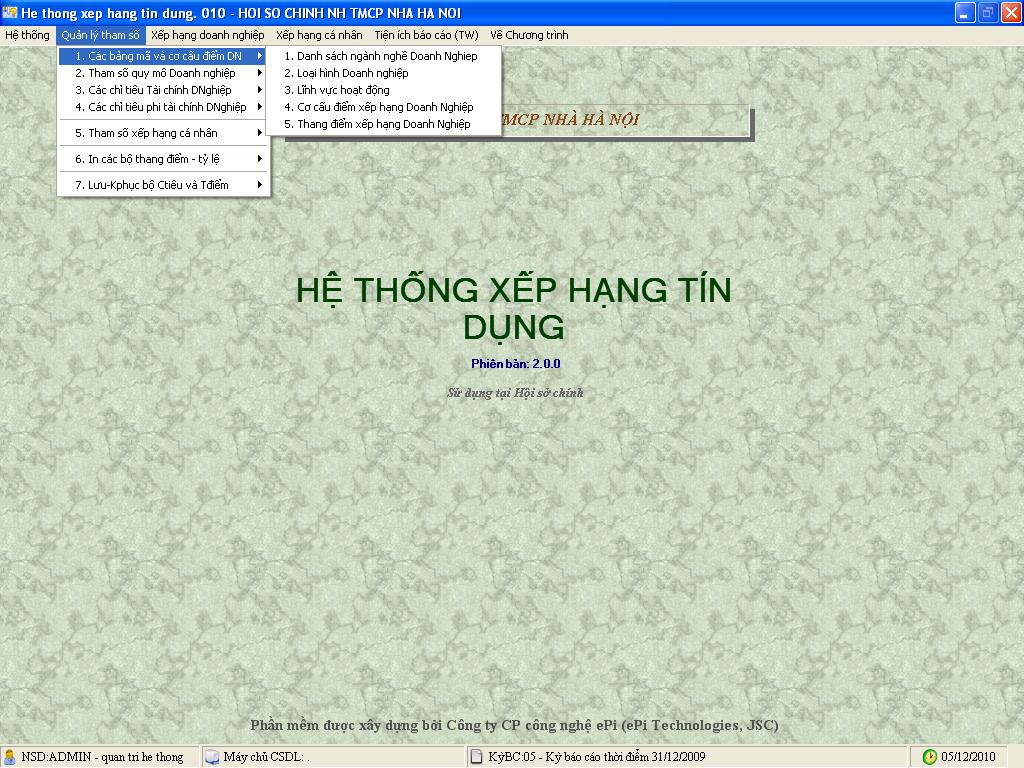 He thong xep hang tin dung. 010 - HOI SO CHINH NH TMCP NHA HA NOI
Hệ thống Quản lý tham số Xếp hạng doanh nghiệp Xếp hạng cá nhân Tiện ích báo cáo (TW) Về Chương trình
1. Các bảng mã và cơ cấu điểm DN
2. Tham số quy mô Doanh nghiệp
3. Các chỉ tiêu Tài chính DNghiệp
4. Các chỉ tiêu phi tài chính DNghiệp
5. Tham số xếp hạng cá nhân
6. In các bộ thang điểm - tỷ lệ
7. Lưu-Kphục bộ Ctiêu và Tđiểm
1. Danh sách ngành nghề Doanh Nghiep
2. Loại hình Doanh nghiệp
3. Lĩnh vực hoạt động
4. Cơ cấu điểm xếp hạng Doanh Nghiệp
5. Thang điểm xếp hạng Doanh Nghiệp
TMCP NHÀ HÀ NỘI
HỆ THỐNG XẾP HẠNG TÍN
DỤNG
Phiên bản: 2.0.0
Sử dụng tại Hội sở chính
Phần mềm được xây dựng bởi Công ty CP công nghệ ePi (ePi Technologies, JSC)
NSD:ADMIN - quan tri he thong Máy chủ CSDL: . KỳBC:05 - Kỳ báo cáo thời điểm 31/12/2009 05/12/2010